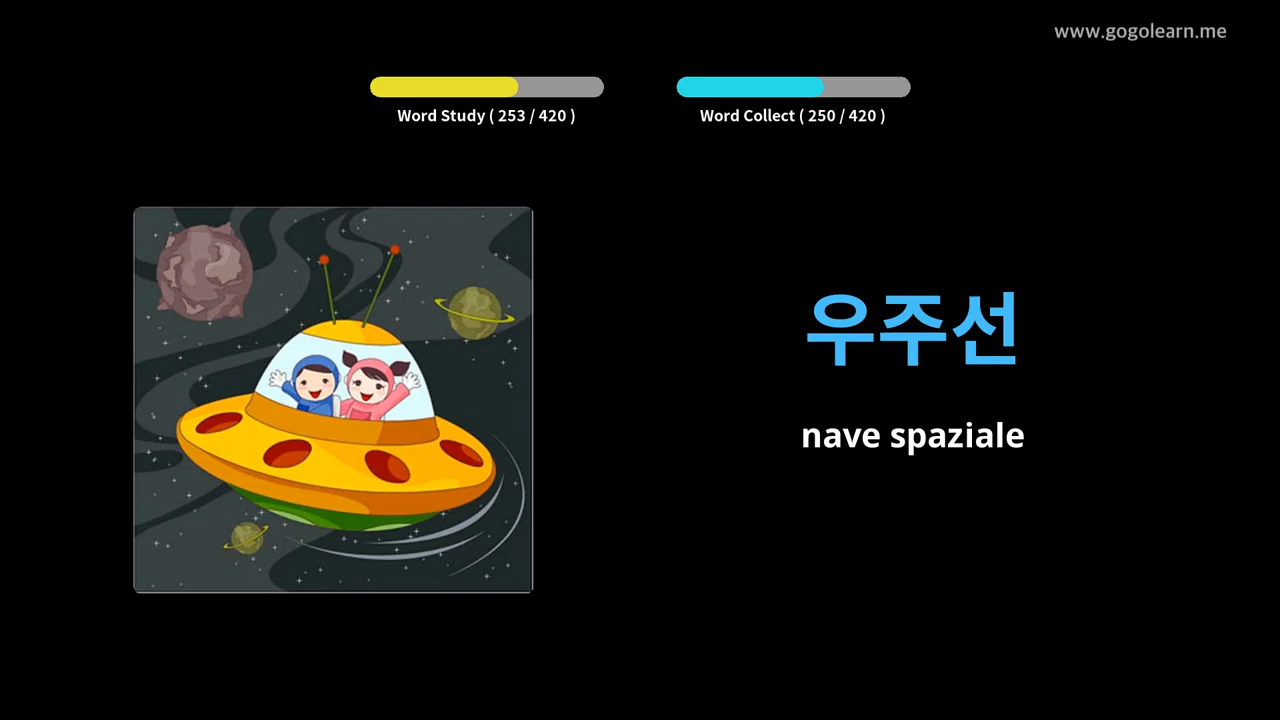 www.gogolearn.me
Word Study ( 253 / 420 )
Word Collect ( 250 / 420 )
우주선
nave spaziale